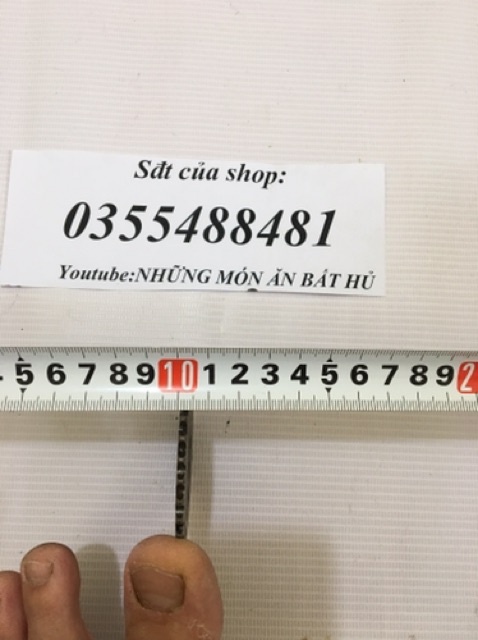 Sđt của shop:
0355488481
Youtube:NHỮNG MÓN ĂN BẤT HỦ
5 6 7 8 9 10 1 2 3 4 5 6 7 8 9 2